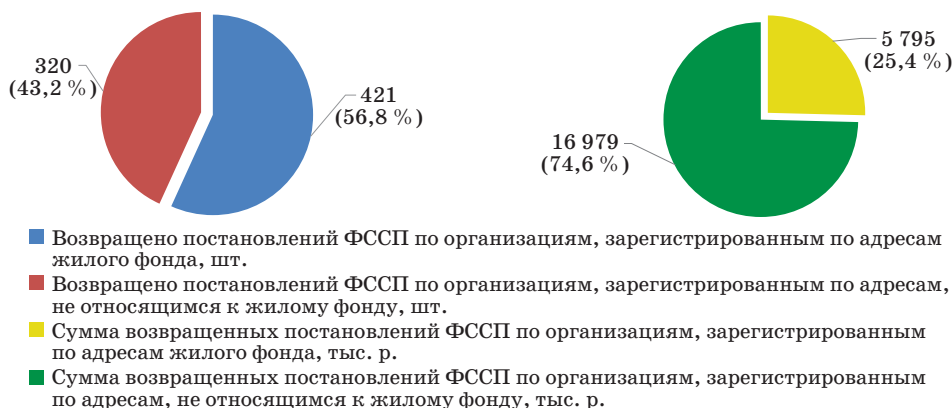 320
(43,2 %)
421
(56,8 %)
5 795
(25,4 %)
16 979
(74,6 %)
Возвращено постановлений ФССП по организациям, зарегистрированным по адресам
жилого фонда, шт.
Возвращено постановлений ФССП по организациям, зарегистрированным по адресам,
не относящимся к жилому фонду, шт.
Сумма возвращенных постановлений ФССП по организациям, зарегистрированным
по адресам жилого фонда, тыс. р.
Сумма возвращенных постановлений ФССП по организациям, зарегистрированным
по адресам, не относящимся к жилому фонду, тыс. р.